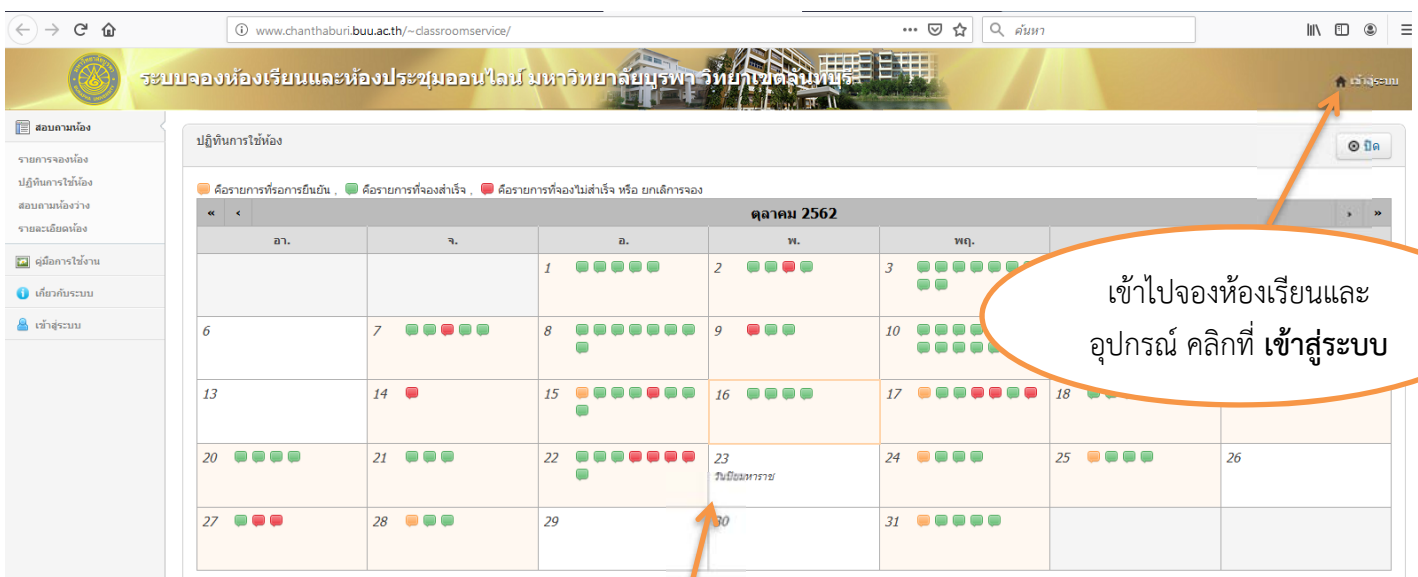 www.chanthaburi.buu.ac.th/~classroomservice/
ค้นหา
ระบบจองห้องเรียนและห้องประชุมออนไลน์ มหาวิทยาลัยบูรพา วิทยาเขตจันทบุรี
เข้าสู่ระบบ
สอบถามห้อง
รายการจองห้อง
ปฏิทินการใช้ห้อง
สอบถามห้องว่าง
รายละเอียดห้อง
คู่มือการใช้งาน
เกี่ยวกับระบบ
เข้าสู่ระบบ
ปฏิทินการใช้ห้อง
ปิด
คือรายการที่รอการยืนยัน , คือรายการที่จองสำเร็จ , คือรายการที่จองไม่สำเร็จ หรือ ยกเลิการจอง
« ‹ ตุลาคม 2562 › »
อา. จ. อ. พ. พฤ.
1 2 3
6 7 8 9 10
13 14 15 16 17 18
20 21 22 23 24 25 26
วันปิยมหาราช
27 28 29 30 31
เข้าไปจองห้องเรียนและ
อุปกรณ์ คลิกที่ เข้าสู่ระบบ